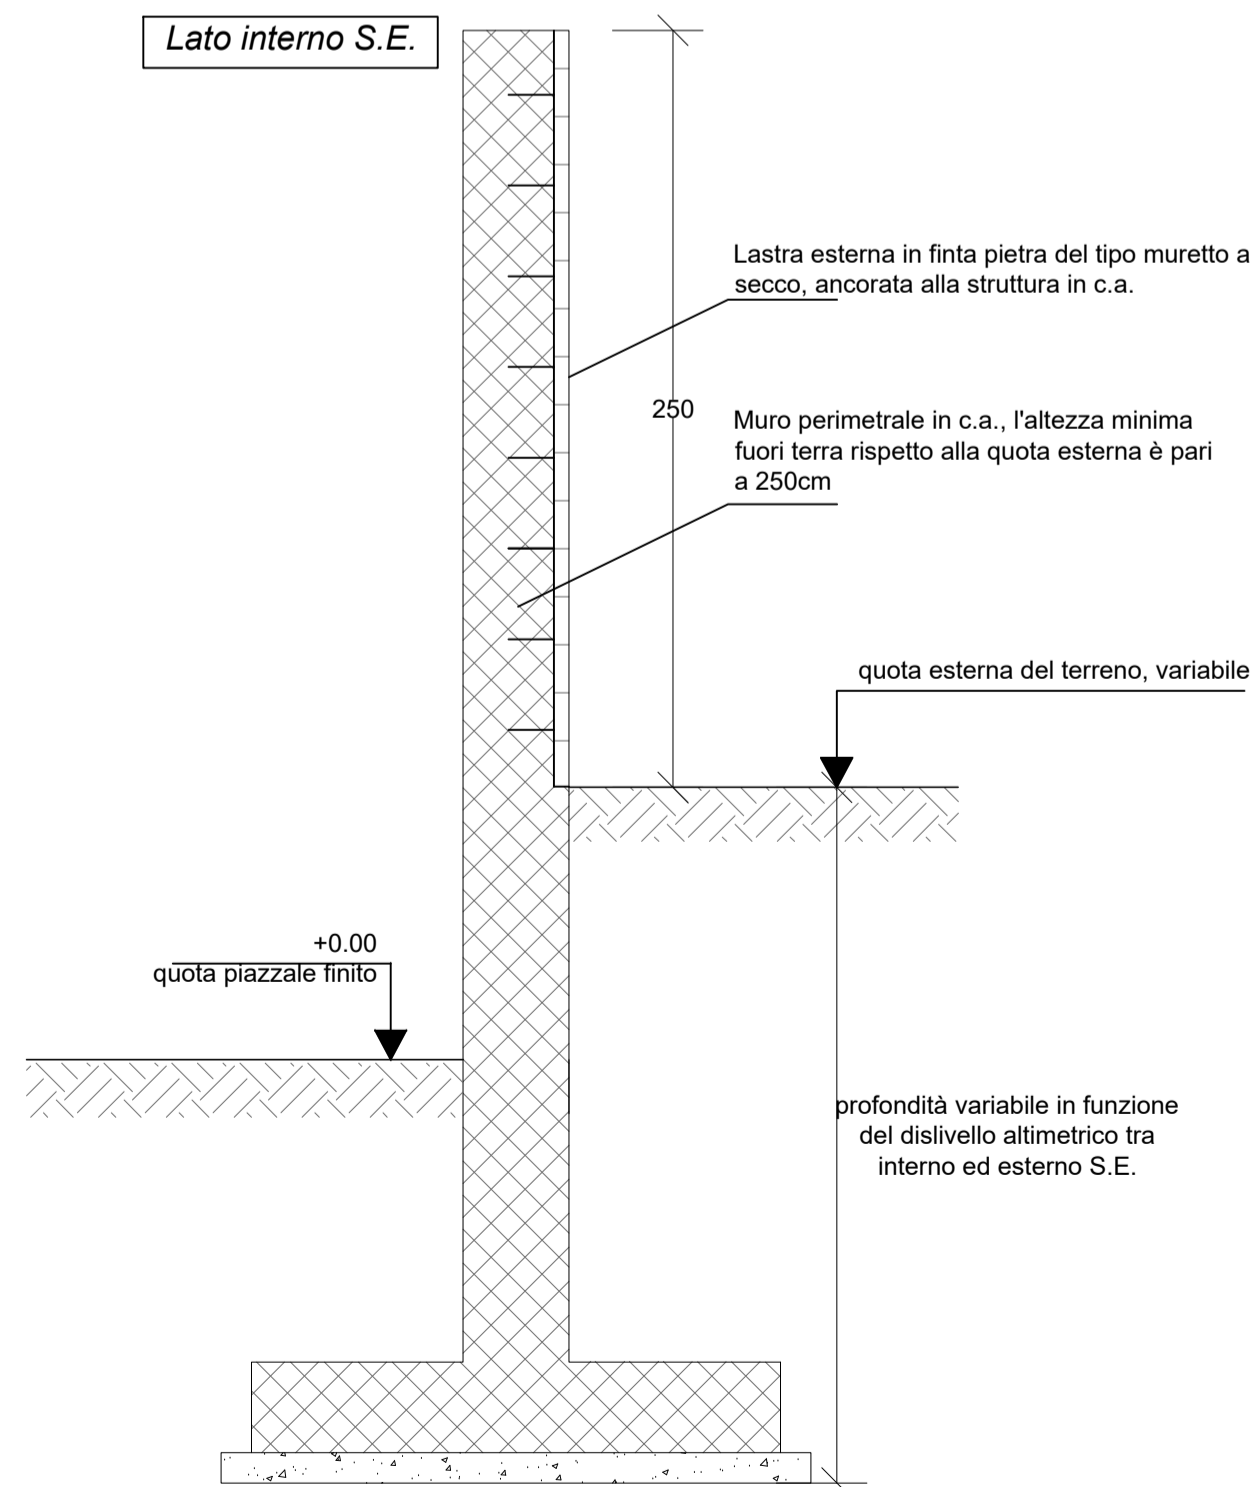 Lato interno S.E.
Lastra esterna in finta pietra del tipo muretto a
secco, ancorata alla struttura in c.a.
250
Muro perimetrale in c.a., l'altezza minima
fuori terra rispetto alla quota esterna è pari
a 250cm
quota esterna del terreno, variabile
+0.00
quota piazzale finito
profondità variabile in funzione
del dislivello altimetrico tra
interno ed esterno S.E.